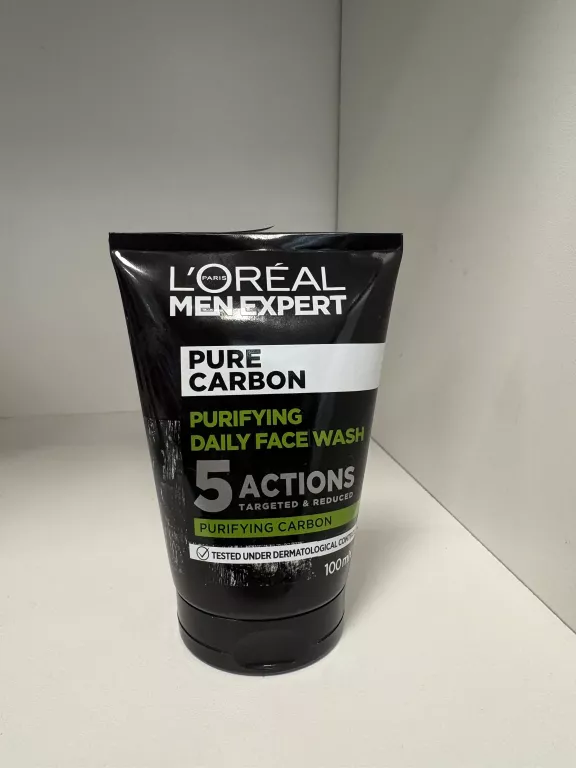 L'ORÉAL
PARIS
MEN EXPERT
PURE
CARBON
PURIFYING
DAILY FACE WASH
5 ACTIONS
TARGETED & REDUCED
PURIFYING CARBON
TESTED UNDER DERMATOLOGICAL
100ml